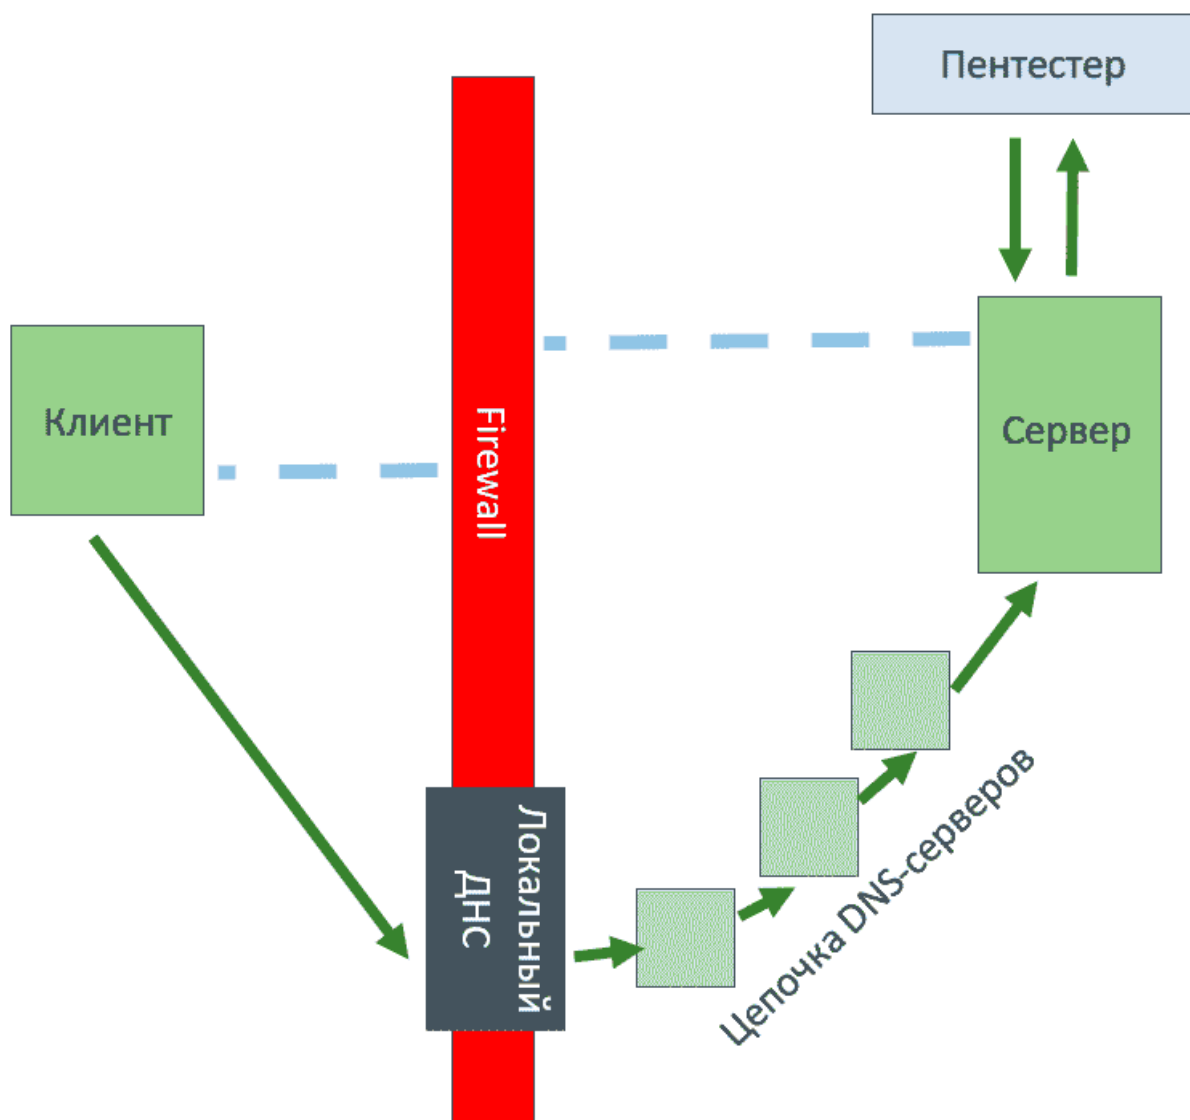 Пентестер
Клиент
Firewall
Сервер
Локальный
ДНС
Цепочка DNS-серверов